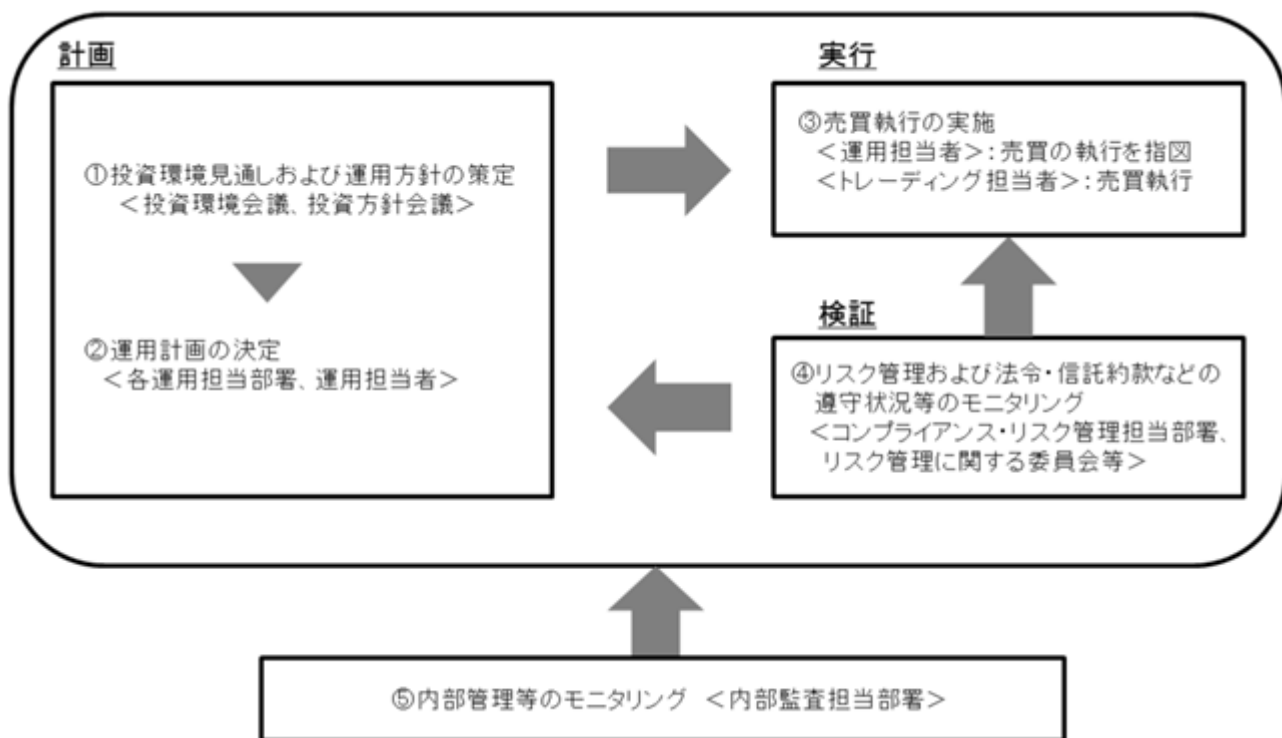 計画
①投資環境見通しおよび運用方針の策定
＜投資環境会議、投資方針会議＞
②運用計画の決定
＜各運用担当部署、運用担当者＞
実行
③売買執行の実施
＜運用担当者＞:売買の執行を指図
＜トレーディング担当者＞:売買執行
検証
④リスク管理および法令・信託約款などの
遵守状況等のモニタリング
＜コンプライアンス・リスク管理担当部署、
リスク管理に関する委員会等＞
⑤内部管理等のモニタリング ＜内部監査担当部署＞